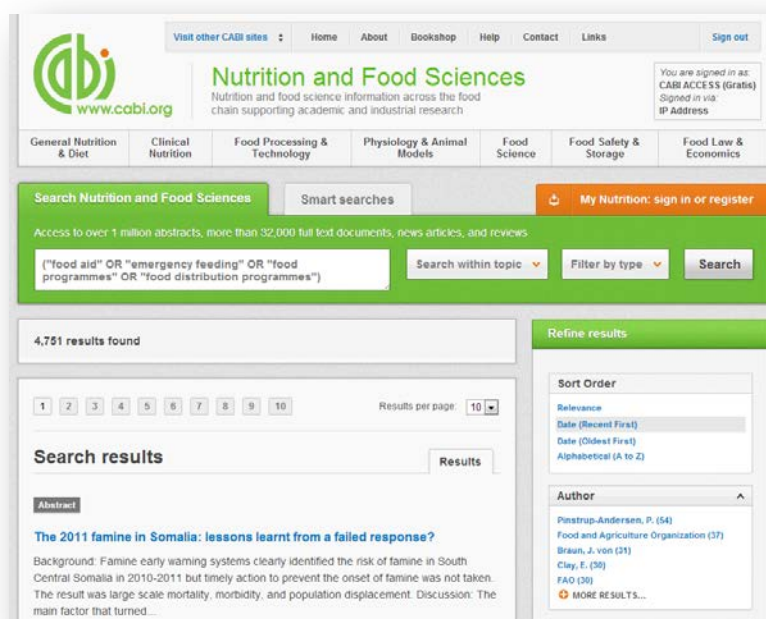 Visit other CABI sites
Home
About
Bookshop
Help
Contact
Links
Sign out
cabi
www.cabi.org
Nutrition and Food Sciences
Nutrition and food science information across the food
chain supporting academic and industrial research
You are signed in as:
CABI ACCESS (Gratis)
Signed in via:
IP Address
General Nutrition
& Diet
Clinical
Nutrition
Food Processing &
Technology
Physiology & Animal
Models
Food
Science
Food Safety &
Storage
Food Law &
Economics
Search Nutrition and Food Sciences
Smart searches
My Nutrition: sign in or register
Access to over 1 million abstracts, more than 32,000 full text documents, news articles, and reviews
("food aid" OR "emergency feeding" OR "food
programmes" OR "food distribution programmes")
Search within topic
Filter by type
Search
4,751 results found
Refine results
1 2 3 4 5 6 7 8 9 10
Results per page: 10
Search results
Results
Abstract
The 2011 famine in Somalia: lessons learnt from a failed response?
Background: Famine early warning systems clearly identified the risk of famine in South
Central Somalia in 2010-2011 but timely action to prevent the onset of famine was not taken.
The result was large scale mortality, morbidity, and population displacement. Discussion: The
main factor that turned...
Sort Order
Relevance
Date (Recent First)
Date (Oldest First)
Alphabetical (A to Z)
Author
Pinstrup-Andersen, P. (54)
Food and Agriculture Organization (37)
Braun, J. von (31)
Clay, E. (30)
FAO (30)
MORE RESULTS...